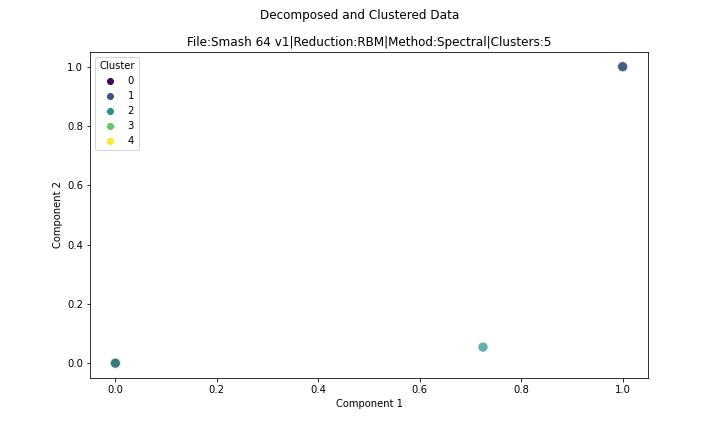 Decomposed and Clustered Data
File:Smash 64 v1|Reduction:RBM|Method:Spectral|Clusters:5
Cluster
0
1
2
3
4
Component 2
1.0
0.8
0.6
0.4
0.2
0.0
0.0 0.2 0.4 0.6 0.8 1.0
Component 1